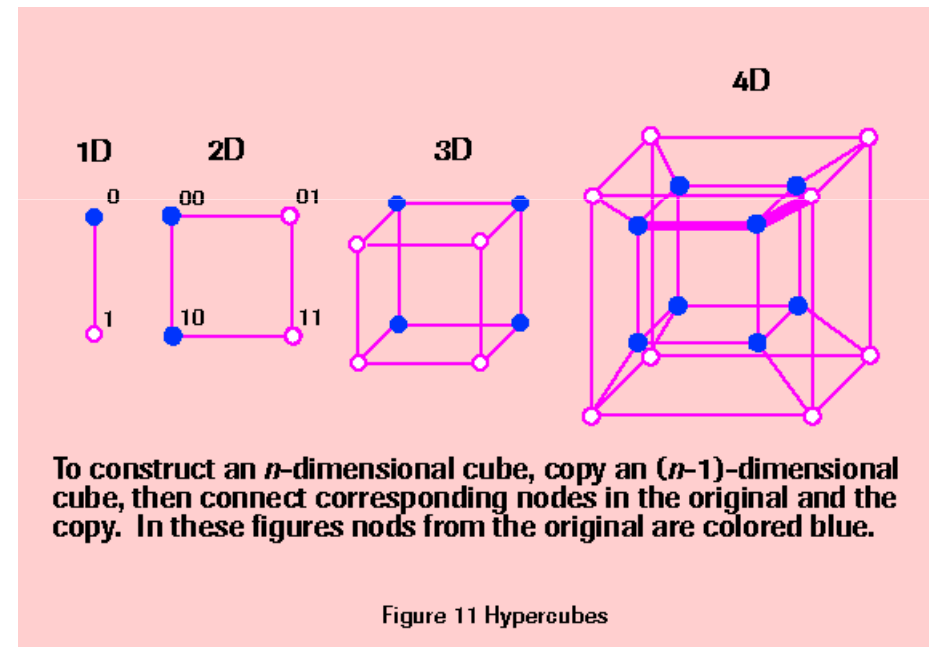 4D
1D 2D 3D
0 00 01
1 10 11
To construct an n-dimensional cube, copy an (n-1)-dimensional
cube, then connect corresponding nodes in the original and the
copy. In these figures nods from the original are colored blue.
Figure 11 Hypercubes